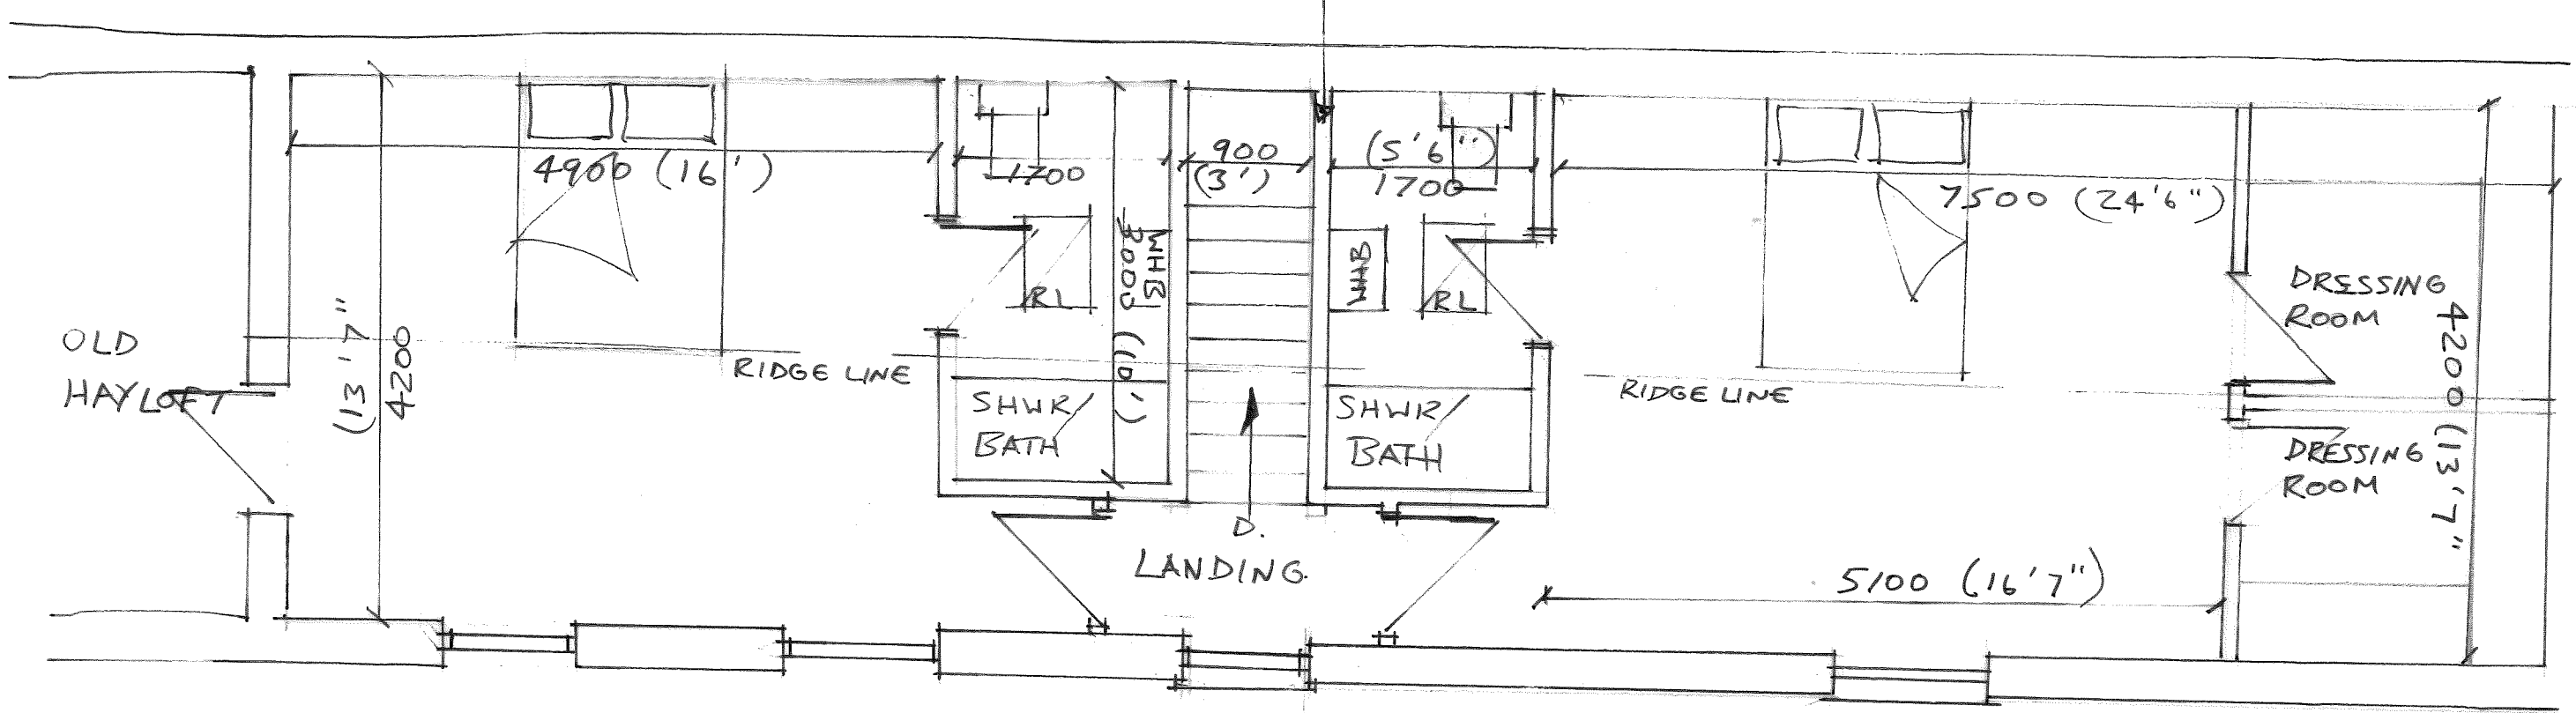 OLD
HAYLOFT
(13'7")
4200
4900 (16')
RIDGE LINE
1700
WHB
3000 (10')
RL
SHWR/
BATH
900
(3')
D.
LANDING
(5'6")
1700
WHB
RL
SHWR/
BATH
7500 (24'6")
RIDGE LINE
5100 (16'7")
DRESSING
ROOM
DRESSING
ROOM
4200 (13'7"